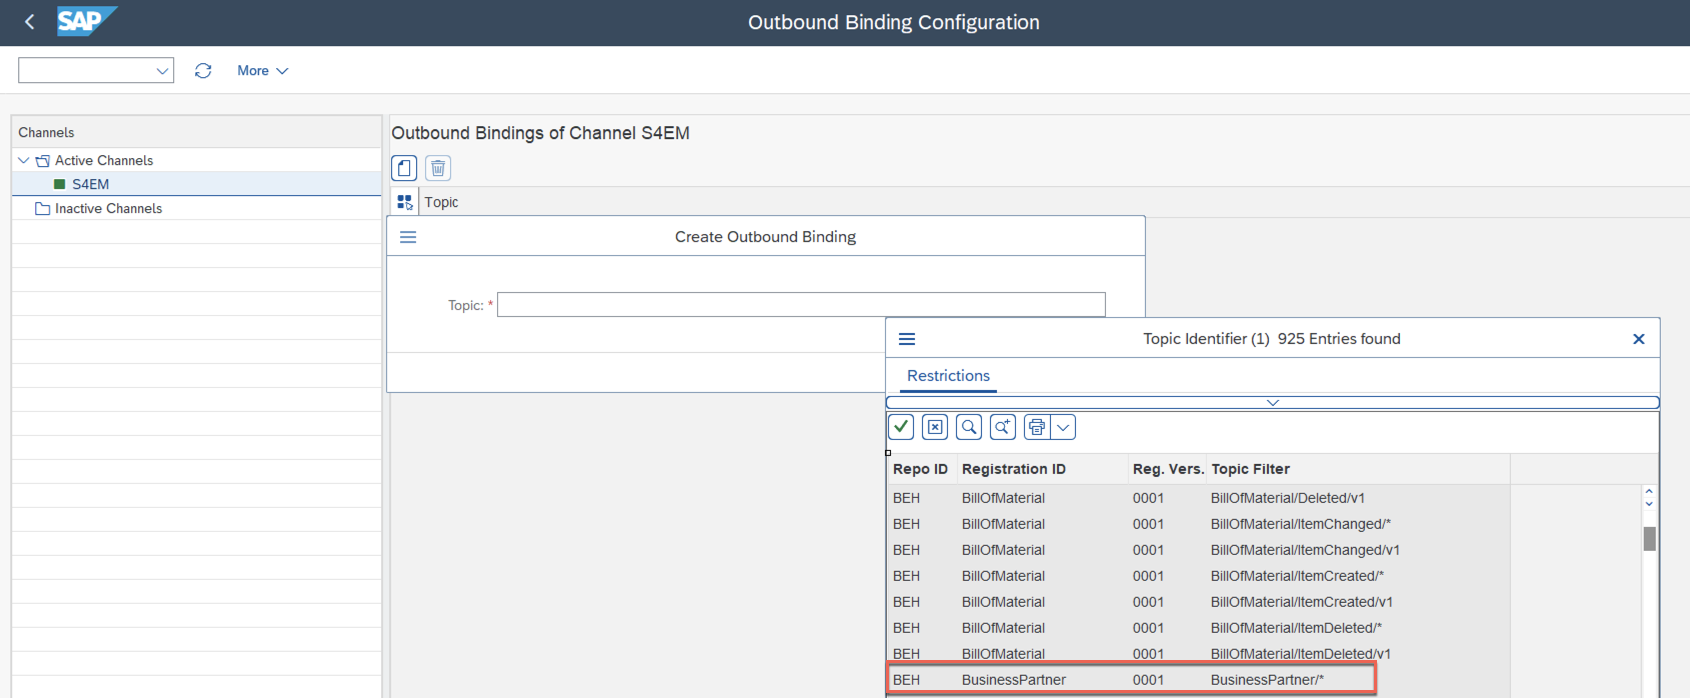 SAP
Outbound Binding Configuration
More
Channels
Active Channels
S4EM
Inactive Channels
Outbound Bindings of Channel S4EM
Topic
Create Outbound Binding
Topic: *
Topic Identifier (1) 925 Entries found
Restrictions
Repo ID Registration ID Reg. Vers. Topic Filter
BEH BillOfMaterial 0001 BillOfMaterial/Deleted/v1
BEH BillOfMaterial 0001 BillOfMaterial/ItemChanged/*
BEH BillOfMaterial 0001 BillOfMaterial/ItemChanged/v1
BEH BillOfMaterial 0001 BillOfMaterial/ItemCreated/*
BEH BillOfMaterial 0001 BillOfMaterial/ItemCreated/v1
BEH BillOfMaterial 0001 BillOfMaterial/ItemDeleted/*
BEH BillOfMaterial 0001 BillOfMaterial/ItemDeleted/v1
BEH BusinessPartner 0001 BusinessPartner/*